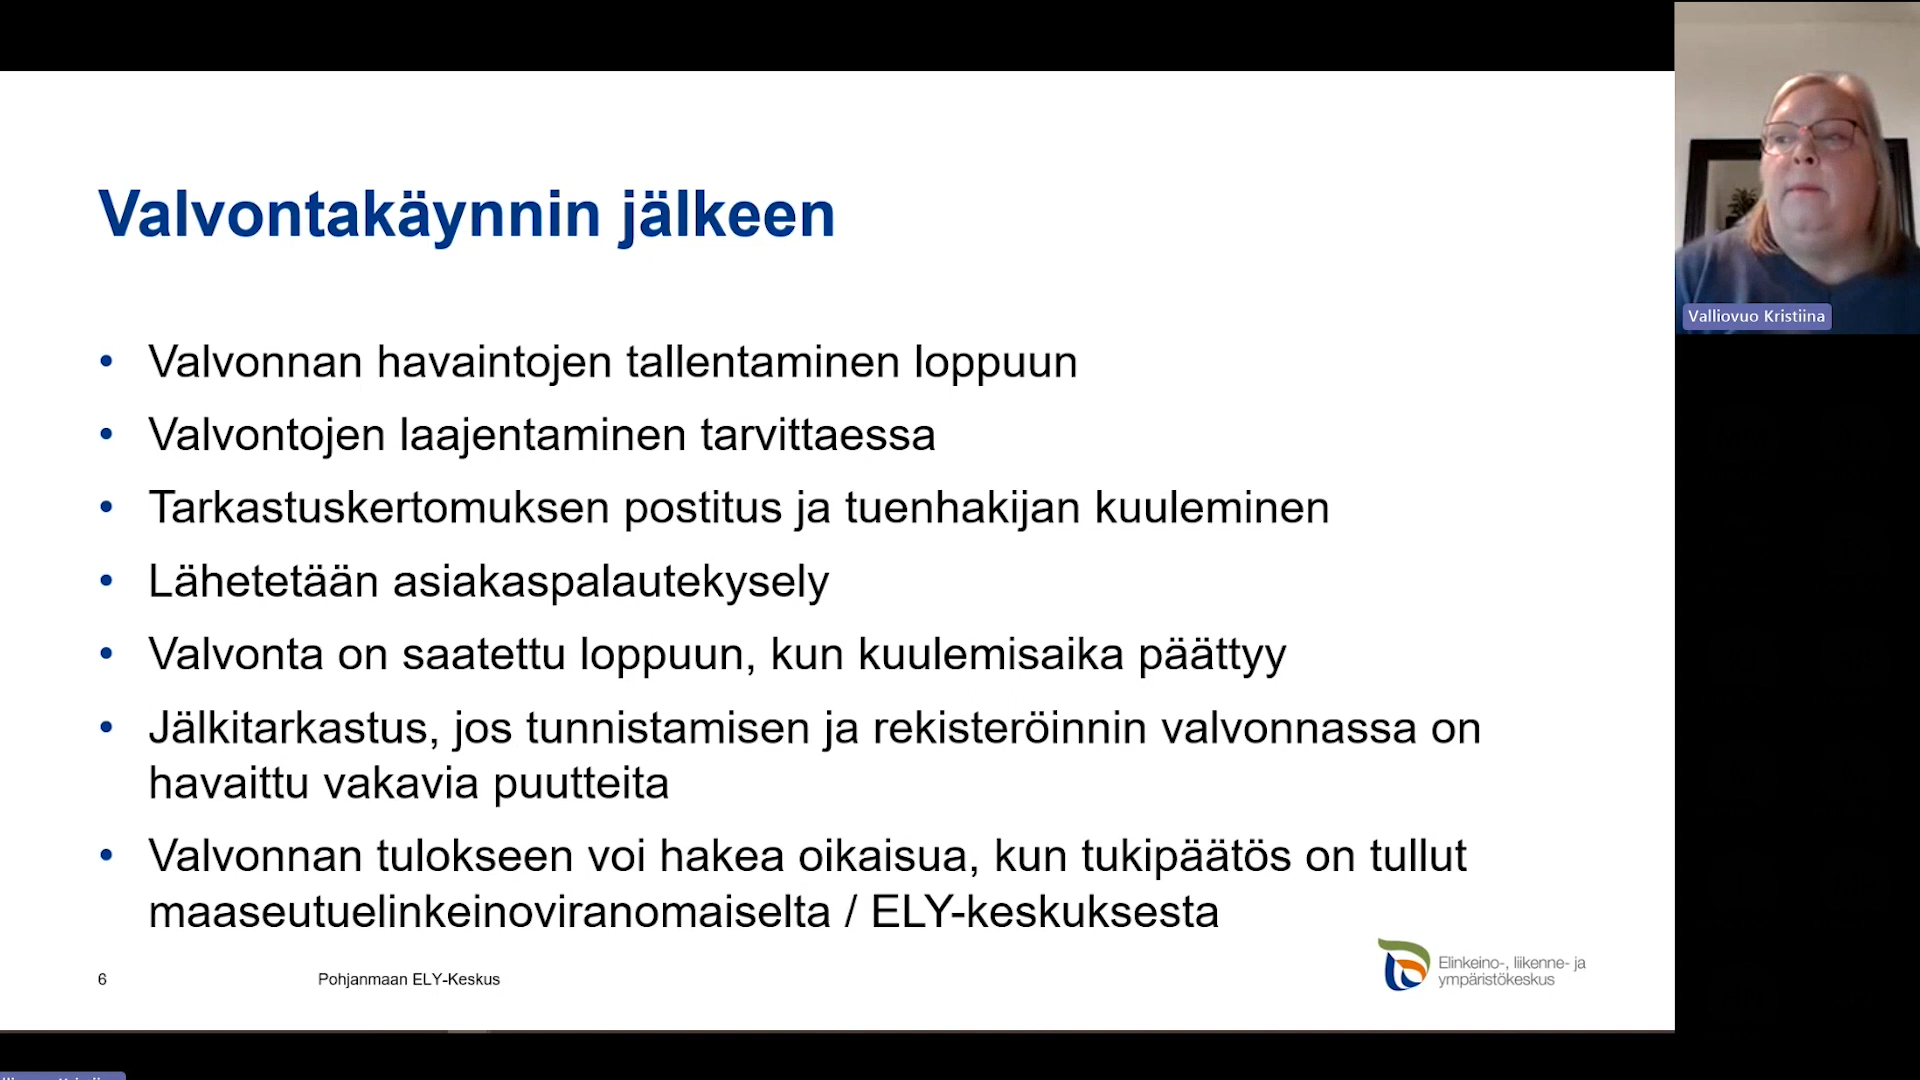 Valvontakäynnin jälkeen
• Valvonnan havaintojen tallentaminen loppuun
• Valvontojen laajentaminen tarvittaessa
• Tarkastuskertomuksen postitus ja tuenhakijan kuuleminen
• Lähetetään asiakaspalautekysely
• Valvonta on saatettu loppuun, kun kuulemisaika päättyy
• Jälkitarkastus, jos tunnistamisen ja rekisteröinnin valvonnassa on
havaittu vakavia puutteita
• Valvonnan tulokseen voi hakea oikaisua, kun tukipäätös on tullut
maaseutuelinkeinoviranomaiselta / ELY-keskuksesta
6
Pohjanmaan ELY-Keskus
Elinkeino-, liikenne- ja
ympäristökeskus
Valliovuo Kristiina